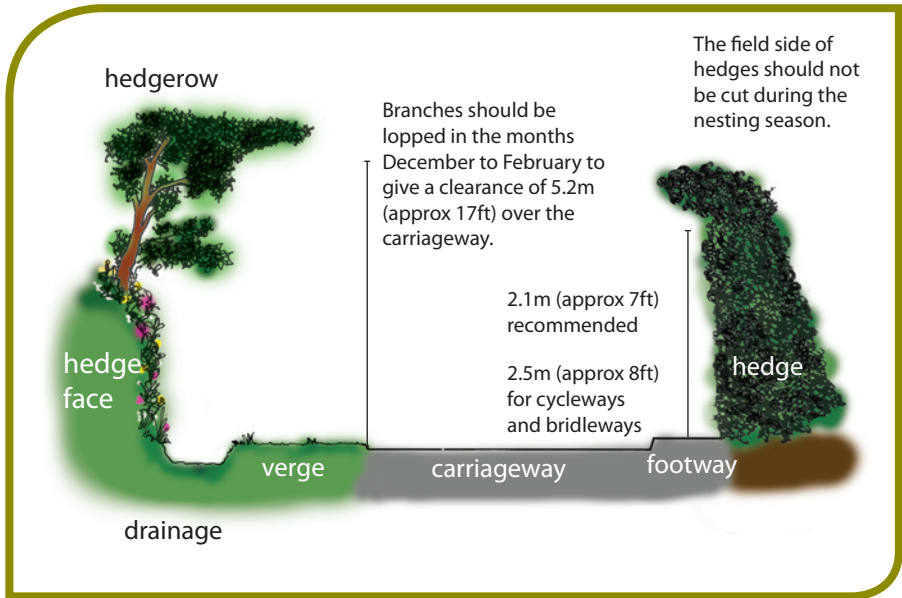 hedgerow
Branches should be
lopped in the months
December to February to
give a clearance of 5.2m
(approx 17ft) over the
carriageway.
The field side of
hedges should not
be cut during the
nesting season.
2.1m (approx 7ft)
recommended
2.5m (approx 8ft)
for cycleways
and bridleways
hedge
face
hedge
verge
carriageway
footway
drainage